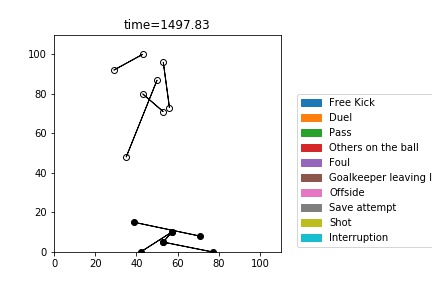 time=1497.83
100
80
60
40
20
0
0 20 40 60 80 100
Free Kick
Duel
Pass
Others on the ball
Foul
Goalkeeper leaving l
Offside
Save attempt
Shot
Interruption